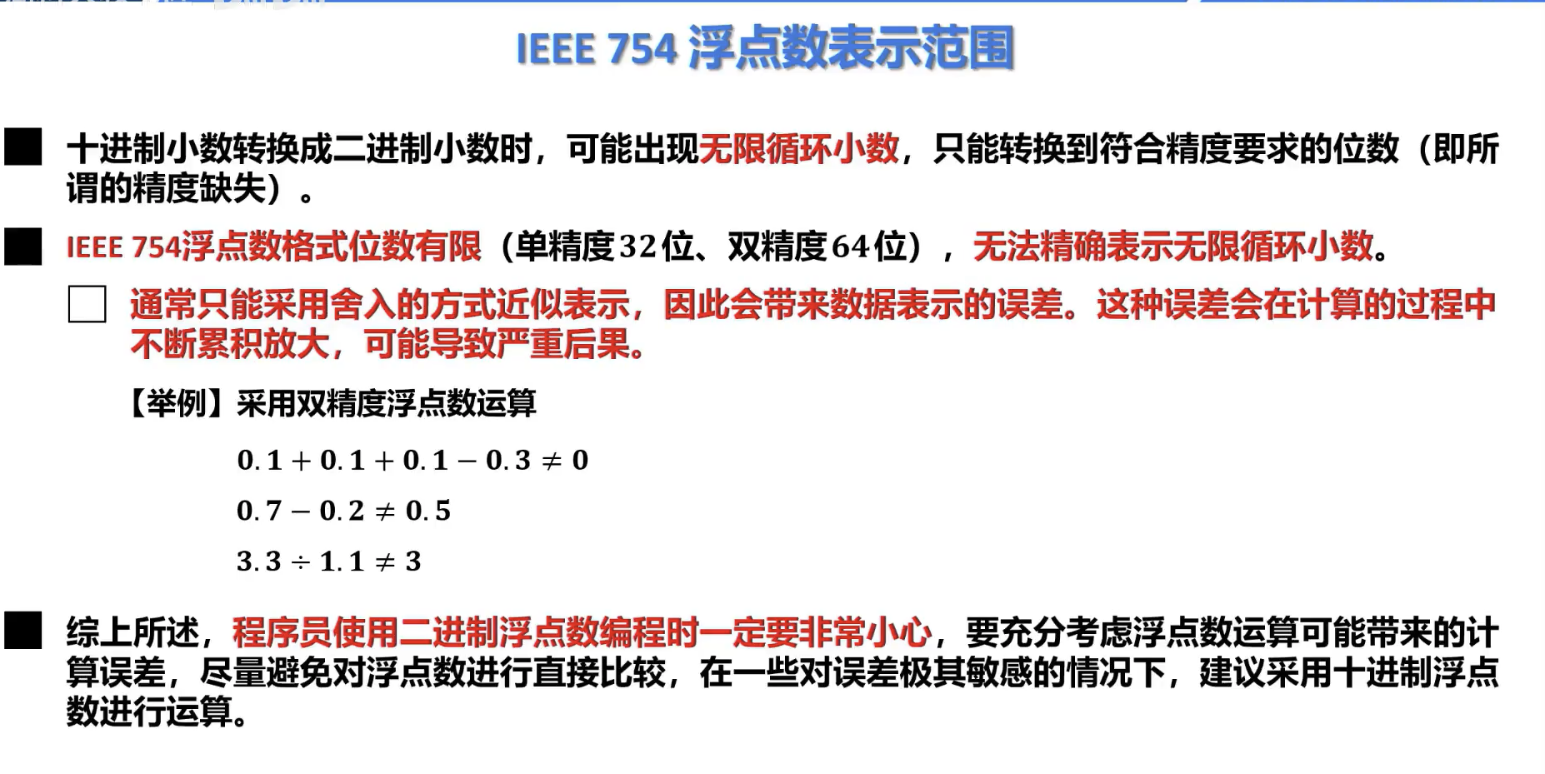 IEEE 754 浮点数表示范围
十进制小数转换成二进制小数时，可能出现无限循环小数，只能转换到符合精度要求的位数（即所
谓的精度缺失）。
IEEE 754浮点数格式位数有限（单精度32位、双精度64位），无法精确表示无限循环小数。
通常只能采用舍入的方式近似表示，因此会带来数据表示的误差。这种误差会在计算的过程中
不断累积放大，可能导致严重后果。
【举例】采用双精度浮点数运算
0.1 + 0.1 + 0.1 − 0.3 ≠ 0
0.7 − 0.2 ≠ 0.5
3.3 ÷ 1.1 ≠ 3
综上所述，程序员使用二进制浮点数编程时一定要非常小心，要充分考虑浮点数运算可能带来的计
算误差，尽量避免对浮点数进行直接比较，在一些对误差极其敏感的情况下，建议采用十进制浮点
数进行运算。